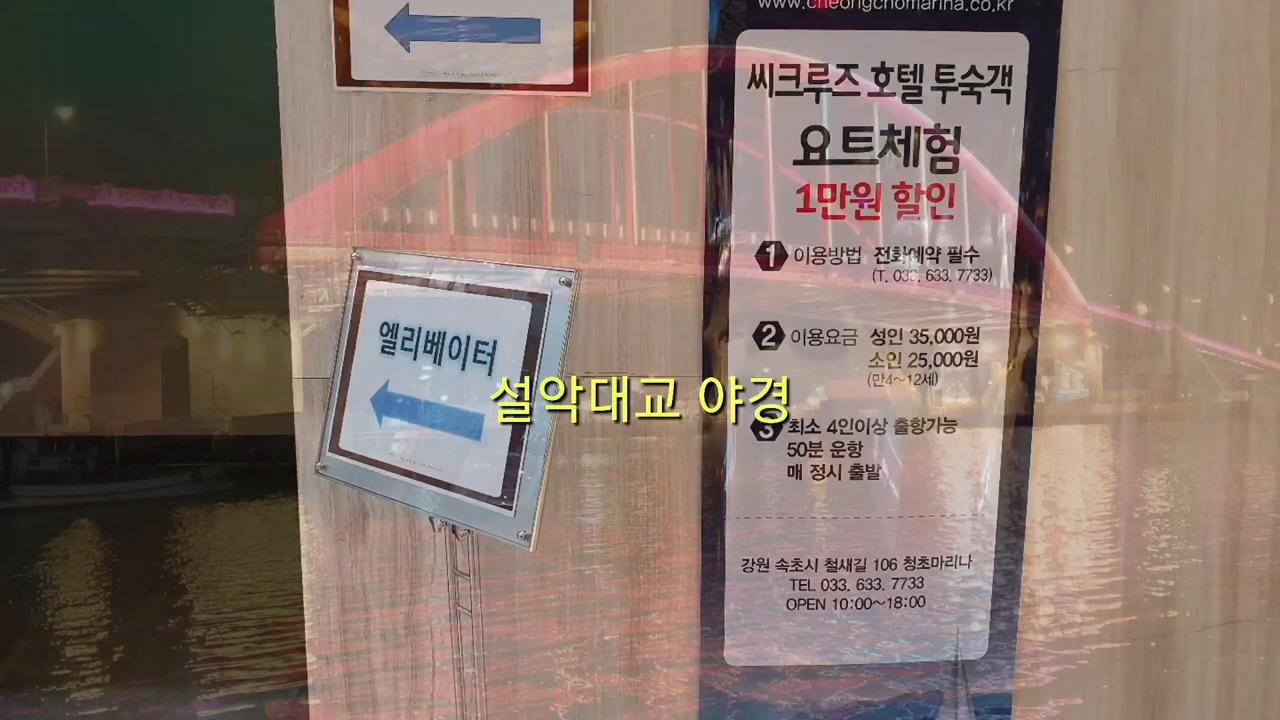 www.cheongchomarina.co.kr
씨크루즈 호텔 투숙객
요트체험
1만원 할인
1 이용방법 전화예약 필수
(T. 033. 633. 7733)
2 이용요금 성인 35,000원
소인 25,000원
(만4~12세)
3 최소 4인이상 출항가능
50분 운항
매 정시 출발
강원 속초시 철새길 106 청초마리나
TEL 033. 633. 7733
OPEN 10:00~18:00
엘리베이터
설악대교 야경